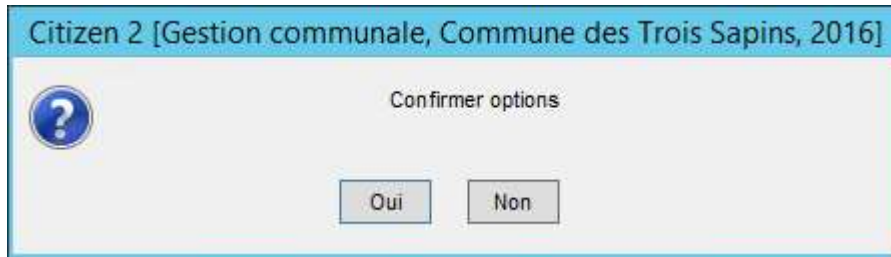 Citizen 2 [Gestion communale, Commune des Trois Sapins, 2016]
Confirmer options
Oui Non